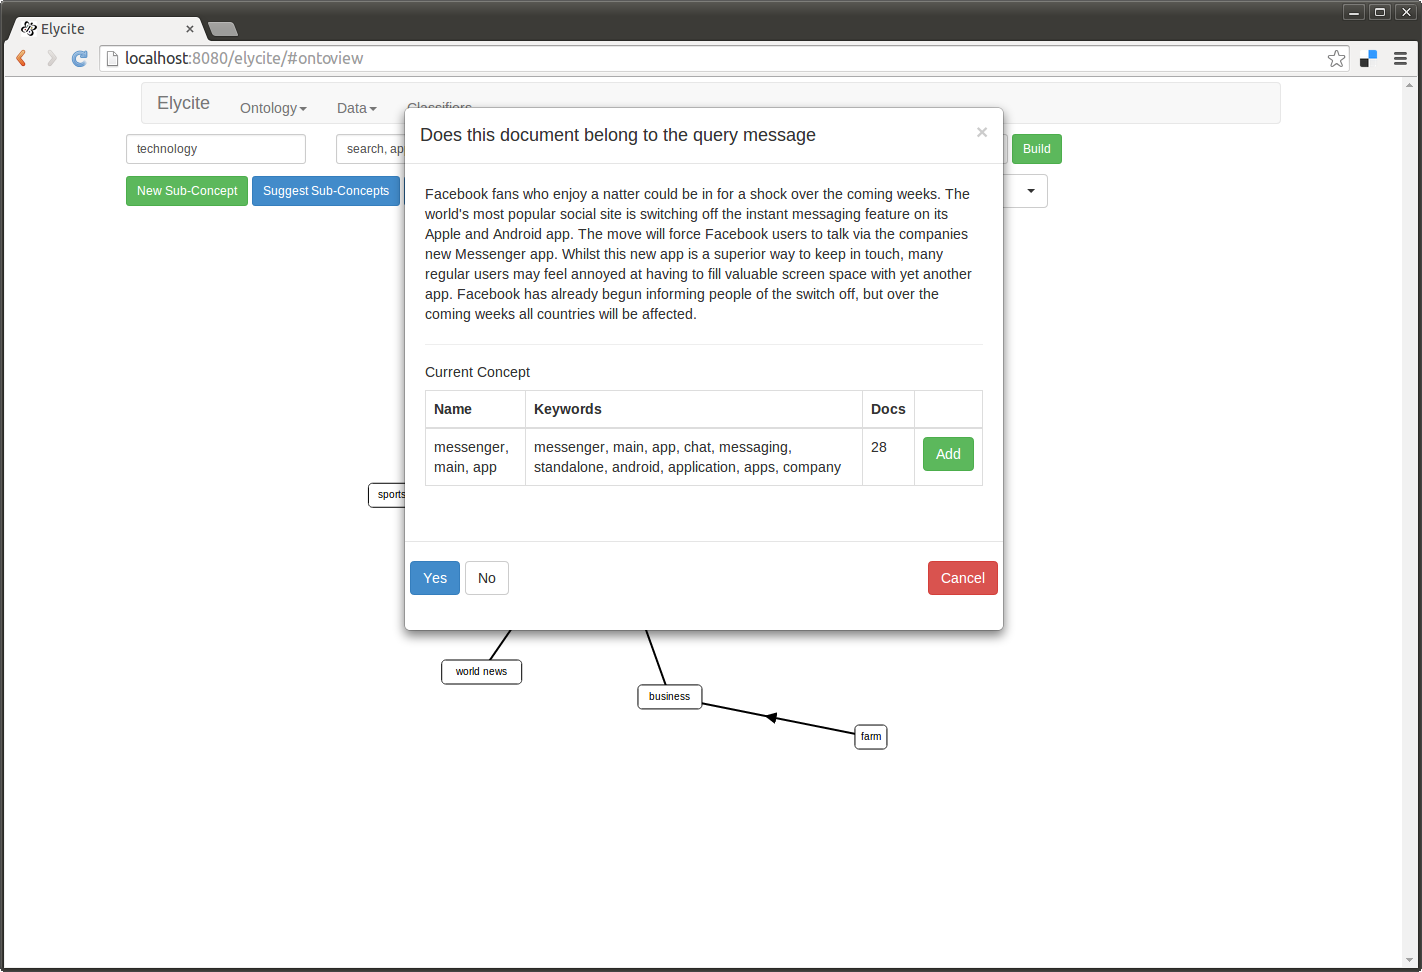 Elycite
localhost:8080/elycite/#ontoview
Elycite Ontology Data Classifiers
technology search, ap Build
New Sub-Concept Suggest Sub-Concepts
Does this document belong to the query message
Facebook fans who enjoy a natter could be in for a shock over the coming weeks. The
world's most popular social site is switching off the instant messaging feature on its
Apple and Android app. The move will force Facebook users to talk via the companies
new Messenger app. Whilst this new app is a superior way to keep in touch, many
regular users may feel annoyed at having to fill valuable screen space with yet another
app. Facebook has already begun informing people of the switch off, but over the
coming weeks all countries will be affected.
Current Concept
Name Keywords Docs
messenger, messenger, main, app, chat, messaging, 28 Add
main, app standalone, android, application, apps, company
Yes No Cancel
sports
world news
business
farm